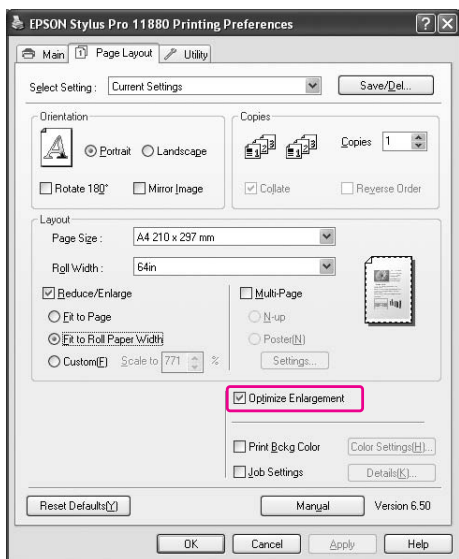 EPSON Stylus Pro 11880 Printing Preferences
Main Page Layout Utility
Select Setting : Current Settings Save/Del...
Orientation
Portrait Landscape
Rotate 180° Mirror Image
Copies
Copies 1
Collate Reverse Order
Layout
Page Size : A4 210 x 297 mm
Roll Width : 64in
Reduce/Enlarge
Fit to Page
Fit to Roll Paper Width
Custom(F) Scale to 771 %
Multi-Page
N-up
Poster(N)
Settings...
Optimize Enlargement
Print Bckg Color Color Settings(H)...
Job Settings Details(K)...
Reset Defaults(Y) Manual Version 6.50
OK Cancel Apply Help